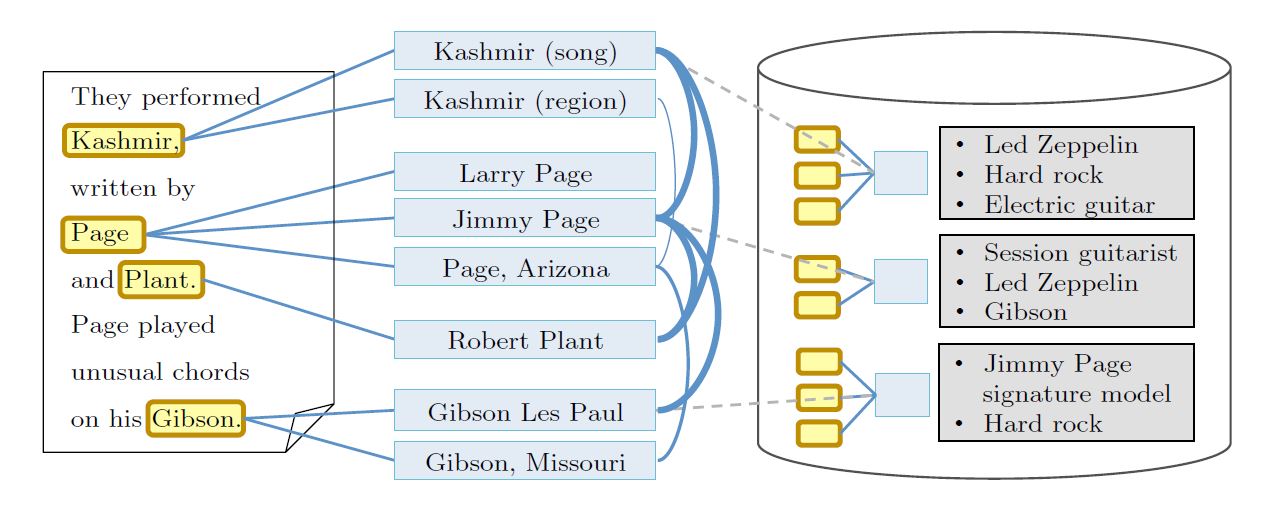 They performed
Kashmir,
written by
Page
and Plant.
Page played
unusual chords
on his Gibson.
Kashmir (song)
Kashmir (region)
Larry Page
Jimmy Page
Page, Arizona
Robert Plant
Gibson Les Paul
Gibson, Missouri
• Led Zeppelin
• Hard rock
• Electric guitar
• Session guitarist
• Led Zeppelin
• Gibson
• Jimmy Page
signature model
• Hard rock